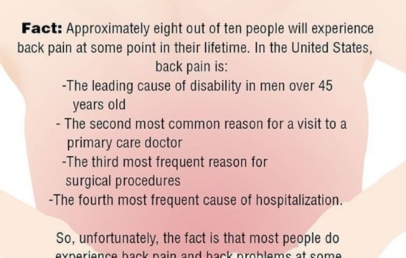 Fact: Approximately eight out of ten people will experience
back pain at some point in their lifetime. In the United States,
back pain is:
-The leading cause of disability in men over 45
years old
- The second most common reason for a visit to a
primary care doctor
-The third most frequent reason for
surgical procedures
-The fourth most frequent cause of hospitalization.
So, unfortunately, the fact is that most people do
experience back pain and back problems at some